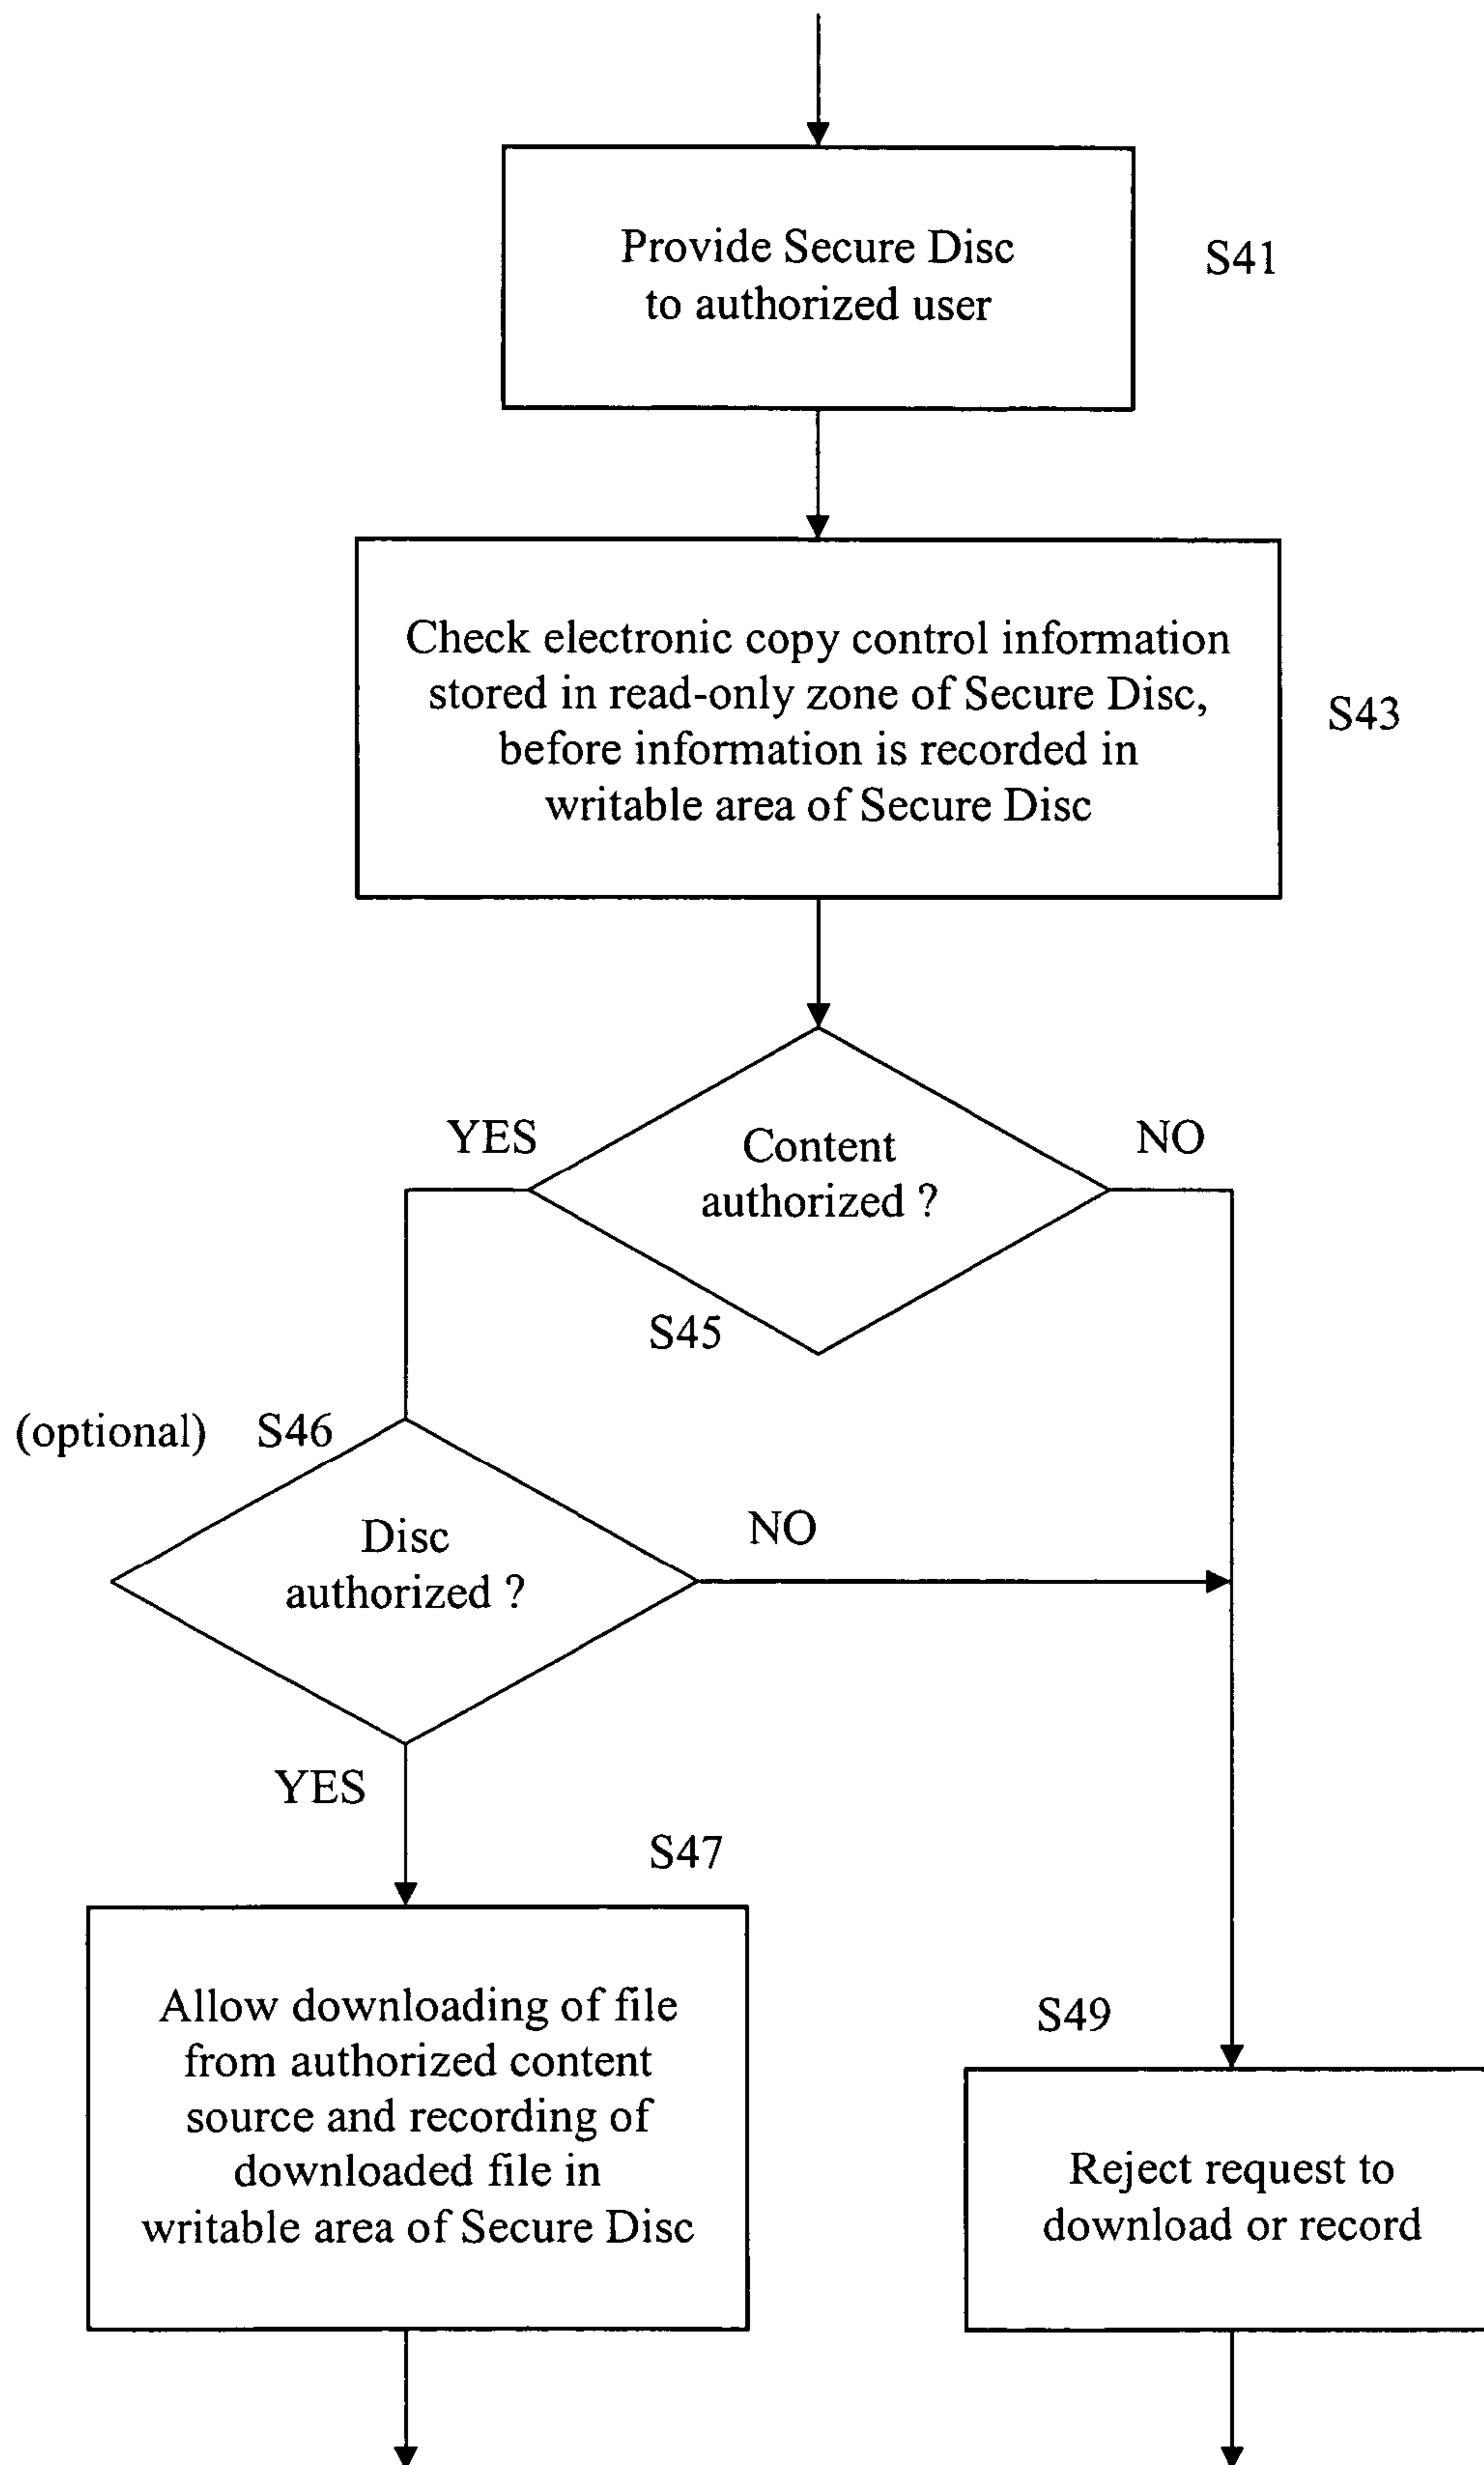 Provide Secure Disc
to authorized user
S41
Check electronic copy control information
stored in read-only zone of Secure Disc,
before information is recorded in
writable area of Secure Disc
S43
YES
Content
authorized ?
NO
S45
(optional) S46
Disc
authorized ?
NO
YES
S47
Allow downloading of file
from authorized content
source and recording of
downloaded file in
writable area of Secure Disc
S49
Reject request to
download or record